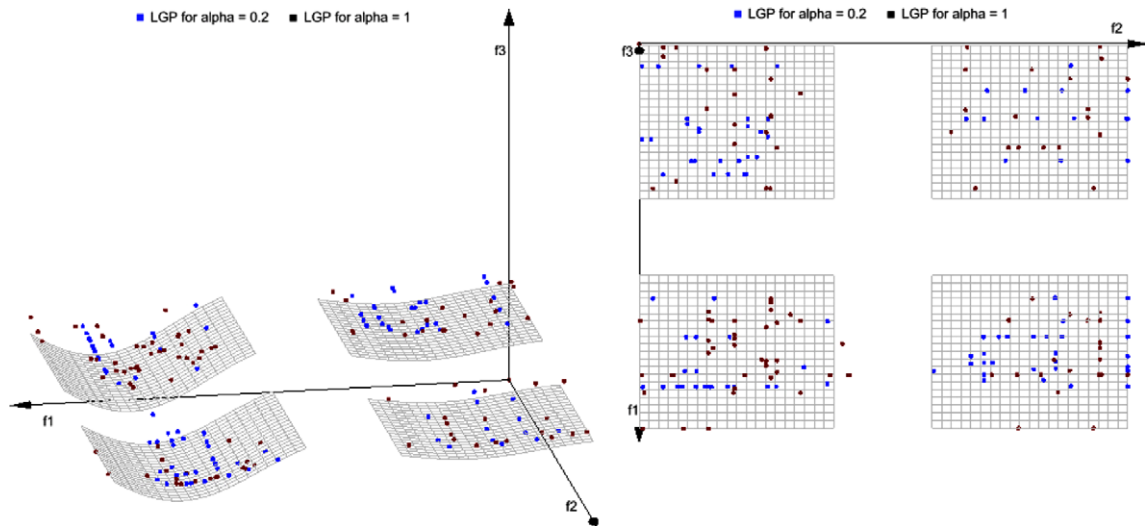 LGP for alpha = 0.2 LGP for alpha = 1
f3
f1
f2
LGP for alpha = 0.2 LGP for alpha = 1
f2
f3
f1